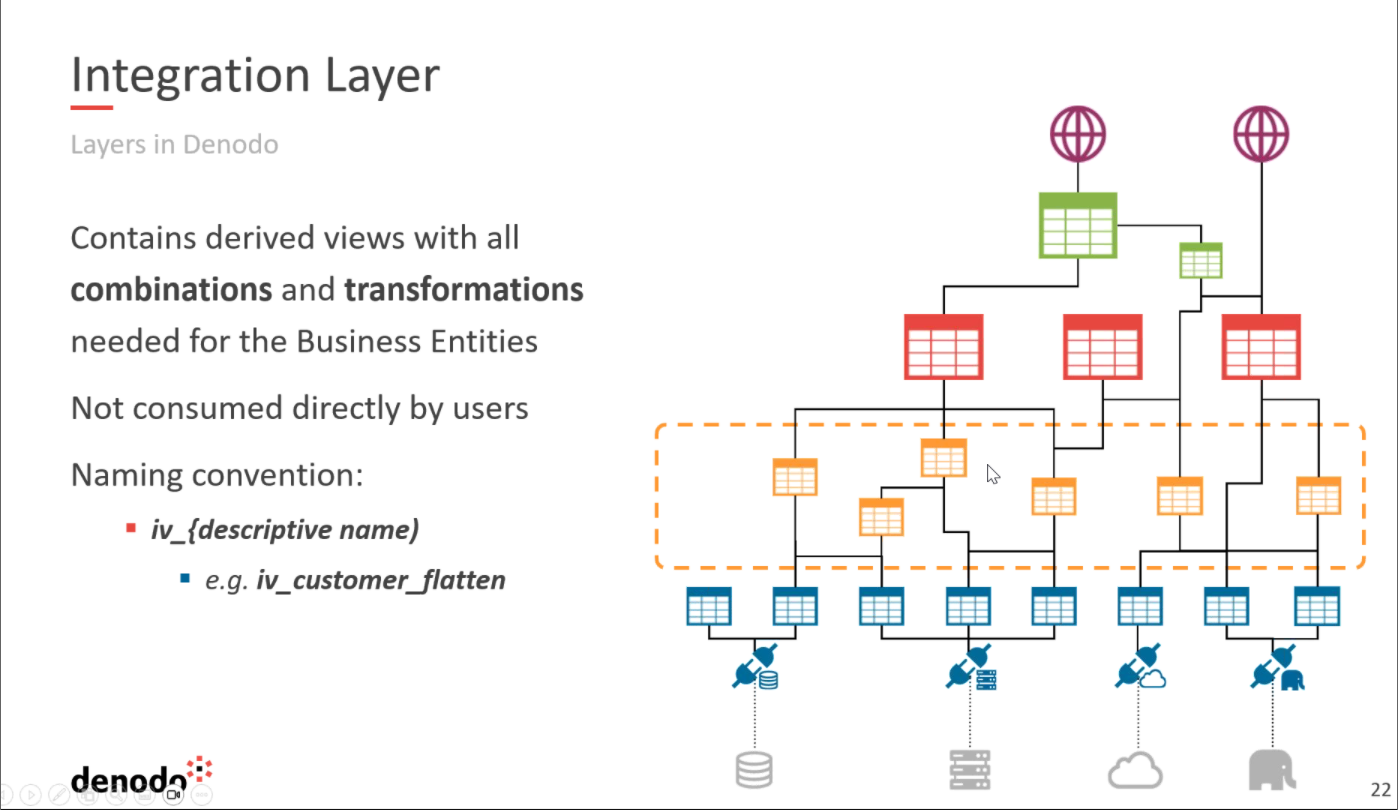 Integration Layer
Layers in Denodo
Contains derived views with all
combinations and transformations
needed for the Business Entities
Not consumed directly by users
Naming convention:
iv_{descriptive name)
e.g. iv_customer_flatten
denodo
22